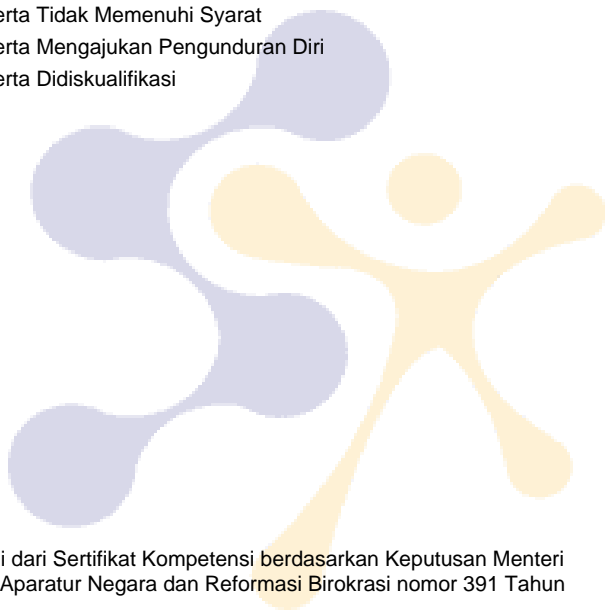 erta Tidak Memenuhi Syarat
erta Mengajukan Pengunduran Diri
erta Didiskualifikasi
i dari Sertifikat Kompetensi berdasarkan Keputusan Menteri
Aparatur Negara dan Reformasi Birokrasi nomor 391 Tahun